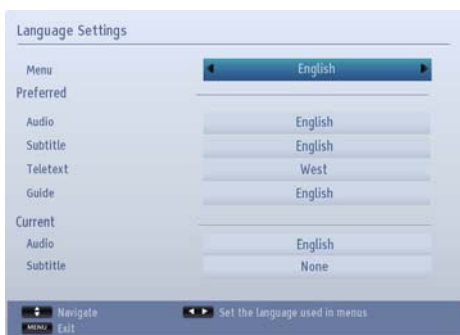 Language Settings
Menu English
Preferred
Audio English
Subtitle English
Teletext West
Guide English
Current
Audio English
Subtitle None
Navigate Set the language used in menus
MENU Exit